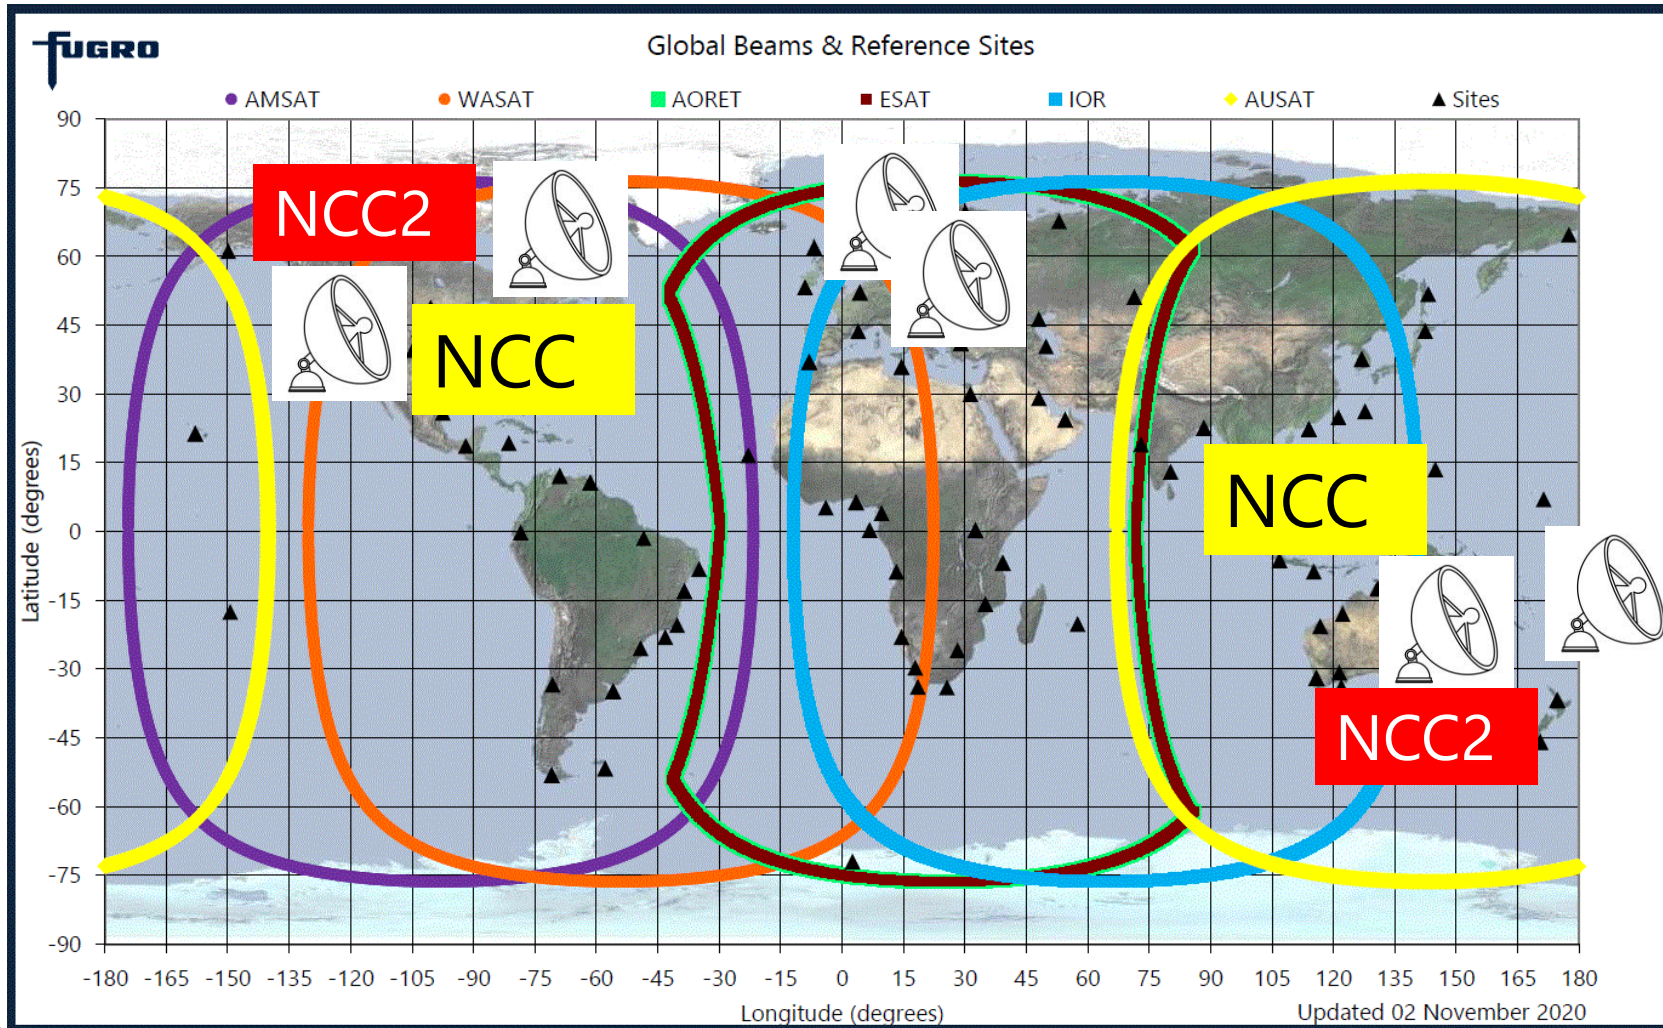 FUGRO
Global Beams & Reference Sites
AMSAT WASAT AORET ESAT IOR AUSAT Sites
90
75
60
45
30
15
0
-15
-30
-45
-60
-75
-90
Latitude (degrees)
NCC2
NCC
NCC
NCC2
-180 -165 -150 -135 -120 -105 -90 -75 -60 -45 -30 -15 0 15 30 45 60 75 90 105 120 135 150 165 180
Longitude (degrees)
Updated 02 November 2020